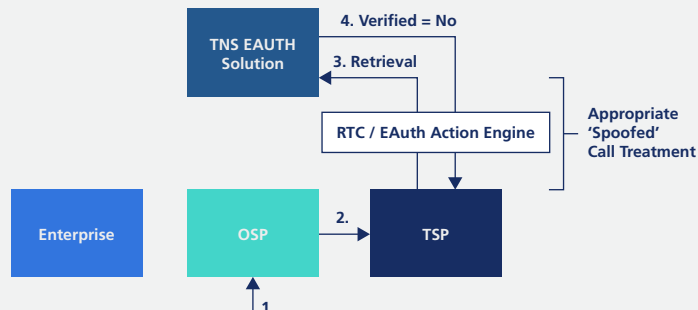 4. Verified = No
TNS EAUTH
Solution
3. Retrieval
RTC / EAuth Action Engine
Appropriate
‘Spoofed’
Call Treatment
Enterprise
OSP
2.
TSP
1.